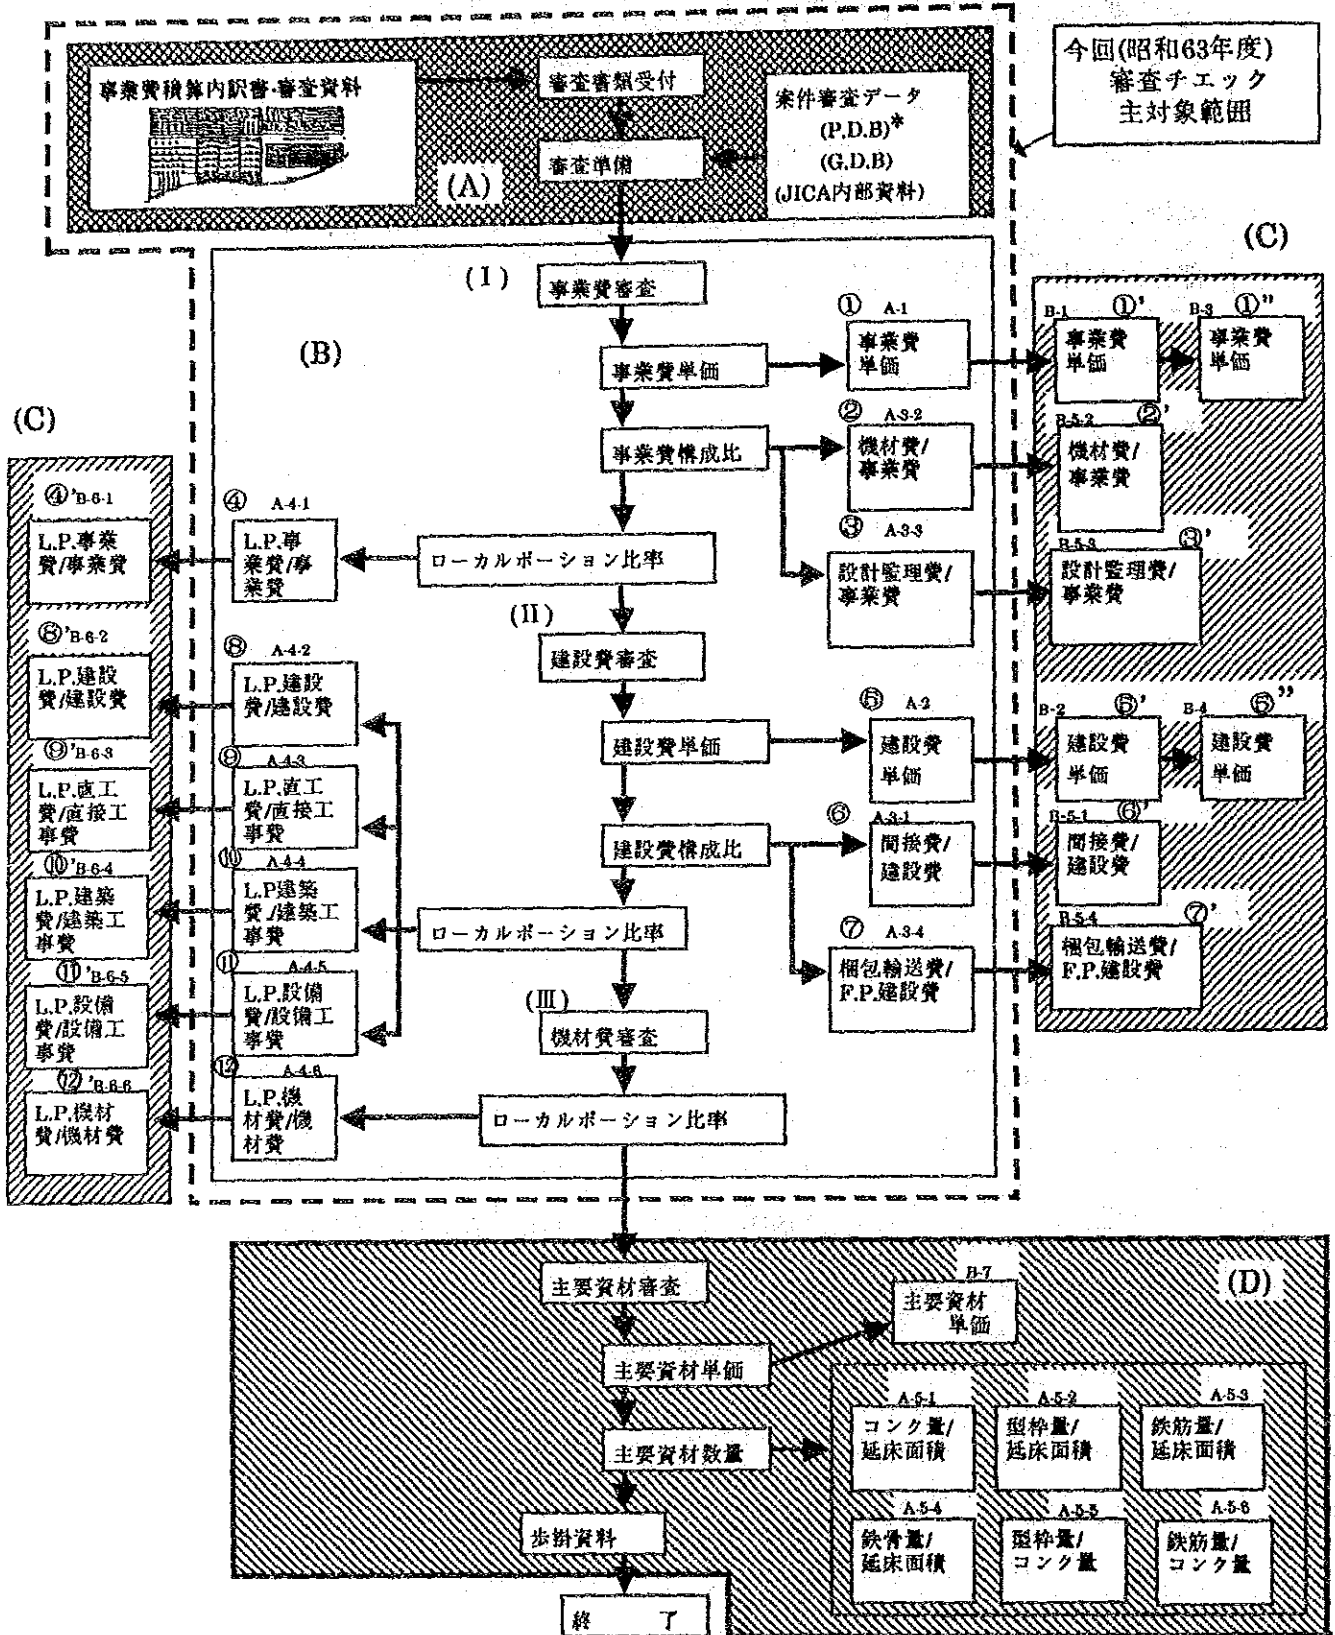 今回(昭和63年度)
審査チエック
主対象範囲
事業費積算内訳書・審査資料
審査書類受付
審査準備
案件審査データ
(P.D.B)*
(G.D.B)
(JICA内部資料)
(A)
(I)
事業費審査
(B)
事業費単価
① A-1
事業費
単価
(C)
B-1 ①'
事業費
単価
B-3 ①"
事業費
単価
事業費構成比
② A-3-2
機材費/
事業費
B-5-2 ②'
機材費/
事業費
③ A-3-3
設計監理費/
事業費
B-5-3 ③'
設計監理費/
事業費
(C)
ローカルポーション比率
④ A-4-1
L.P.事
業費/事
業費
④'B-6-1
L.P.事業
費/事業費
(II)
建設費審査
建設費単価
⑤ A-2
建設費
単価
B-2 ⑤'
建設費
単価
B-4 ⑤''
建設費
単価
建設費構成比
⑥ A-3-1
間接費/
建設費
B-5-1 ⑥'
間接費/
建設費
⑦ A-3-4
梱包輸送費/
F.P.建設費
B-5-4 ⑦'
梱包輸送費/
F.P.建設費
ローカルポーション比率
⑧ A-4-2
L.P.建設
費/建設費
⑧'B-6-2
L.P.建設
費/建設費
⑨ A-4-3
L.P.直工
費/直接工
事費
⑨'B-6-3
L.P.直工
費/直接工
事費
⑩ A-4-4
L.P建築
費/建築工
事費
⑩'B-6-4
L.P.建築
費/建築工
事費
⑪ A-4-5
L.P.設備
費/設備工
事費
⑪'B-6-5
L.P.設備
費/設備工
事費
(III)
機材費審査
ローカルポーション比率
⑫ A-4-6
L.P.機
材費/機
材費
⑫'B-6-6
L.P.機材
費/機材費
(D)
主要資材審査
主要資材単価
B-7
主要資材
単価
主要資材数量
A-5-1
コンク量/
延床面積
A-5-2
型枠量/
延床面積
A-5-3
鉄筋量/
延床面積
A-5-4
鉄骨量/
延床面積
A-5-5
型枠量/
コンク量
A-5-6
鉄筋量/
コンク量
歩掛資料
終 了